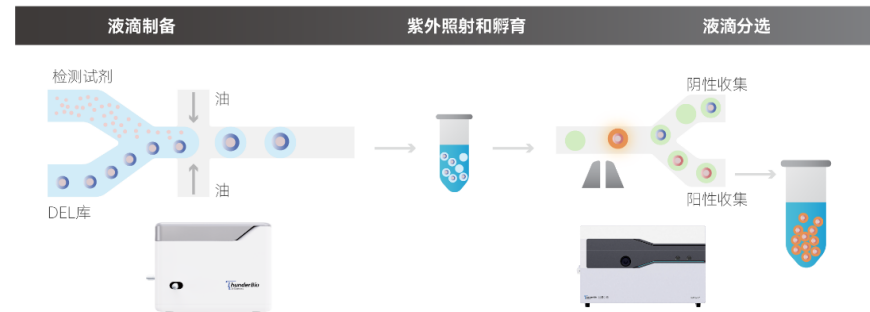 液滴制备
紫外照射和孵育
液滴分选
检测试剂
油
油
DEL库
阴性收集
阳性收集
ThunderBio